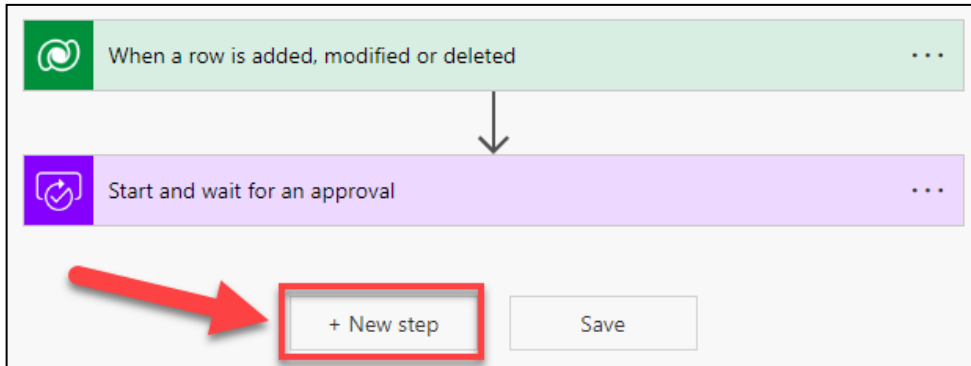 When a row is added, modified or deleted
Start and wait for an approval
+ New step
Save